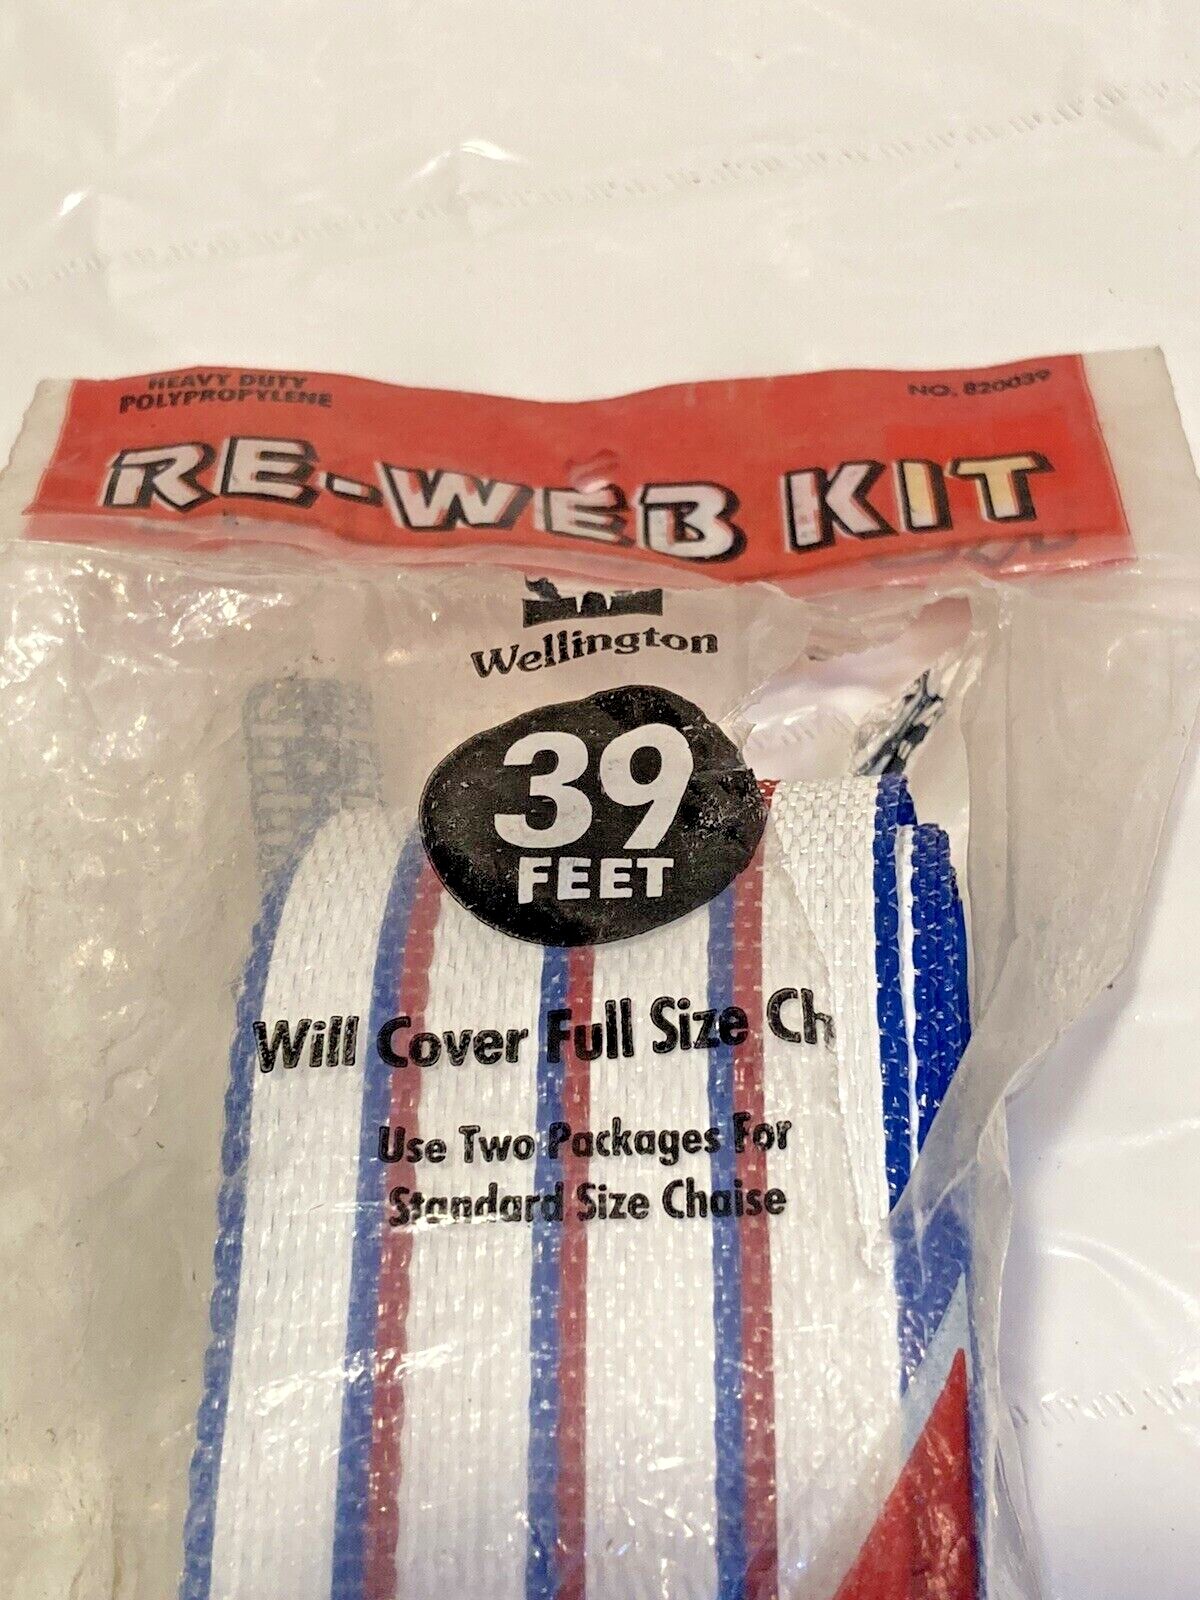 HEAVY DUTY
POLYPROPYLENE
NO. 820039
RE-WEB KIT
Wellington
39
FEET
Will Cover Full Size Ch
Use Two Packages For
Standard Size Chaise